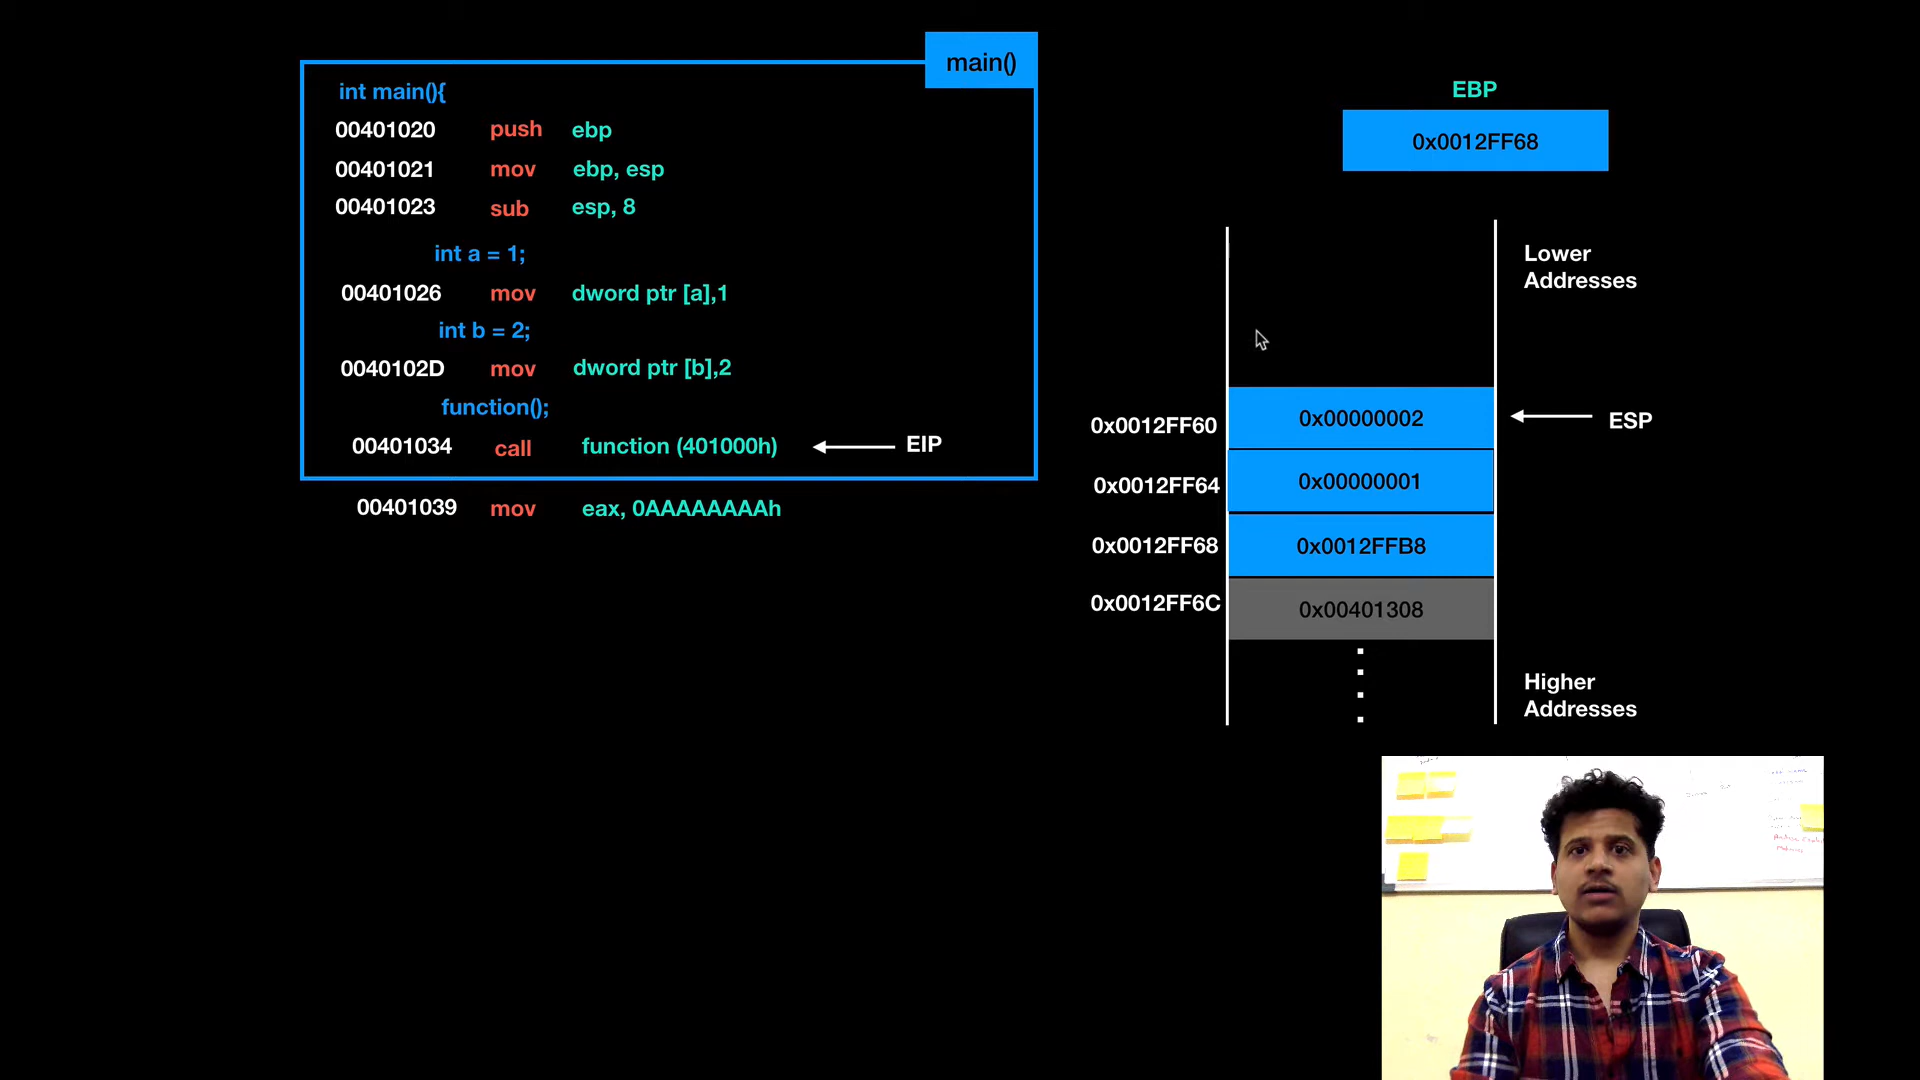 main()
int main(){
00401020 push ebp
00401021 mov ebp, esp
00401023 sub esp, 8
int a = 1;
00401026 mov dword ptr [a],1
int b = 2;
0040102D mov dword ptr [b],2
function();
00401034 call function (401000h) EIP
00401039 mov eax, 0AAAAAAAAh
EBP
0x0012FF68
Lower
Addresses
0x0012FF60 0x00000002 ESP
0x0012FF64 0x00000001
0x0012FF68 0x0012FFB8
0x0012FF6C 0x00401308
Higher
Addresses